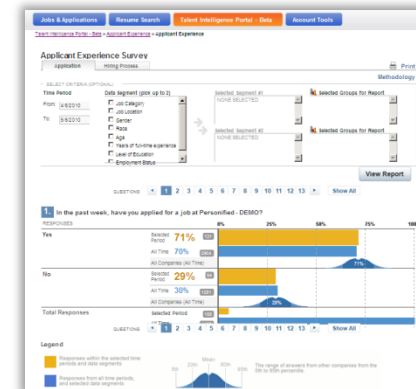 Jobs & Applications
Resume Search
Talent Intelligence Portal - Beta
Account Tools
Talent Intelligence Portal - Beta » Applicant Experience » Applicant Experience
Applicant Experience Survey
Application
Hiring Process
Print
Methodology
SELECT CRITERIA (OPTIONAL)
Time Period
Data Segment (pick up to 2)
Selected Segment #1
Selected Groups for Report
From
To
Job Category
Job Location
Gender
Race
Age
Years of full-time experience
Level of Education
Employment Status
NONE SELECTED
Selected Segment #2
Selected Groups for Report
NONE SELECTED
View Report
QUESTIONS 1 2 3 4 5 6 7 8 9 10 11 12 13 Show All
1. In the past week, have you applied for a job at Personified - DEMO?
RESPONSES 0% 25% 50% 75% 100
Yes
Selected Period 71%
All Time 70%
All Companies (All Time) 71%
No
Selected Period 29%
All Time 30%
All Companies (All Time) 29%
Total Responses
Selected Period
All Time
QUESTIONS 1 2 3 4 5 6 7 8 9 10 11 12 13 Show All
Legend
Responses within the selected time periods and data segments
Responses from all time periods, and selected data segments
Mean
The range of answers from other companies from the 5th to 95th percentile.